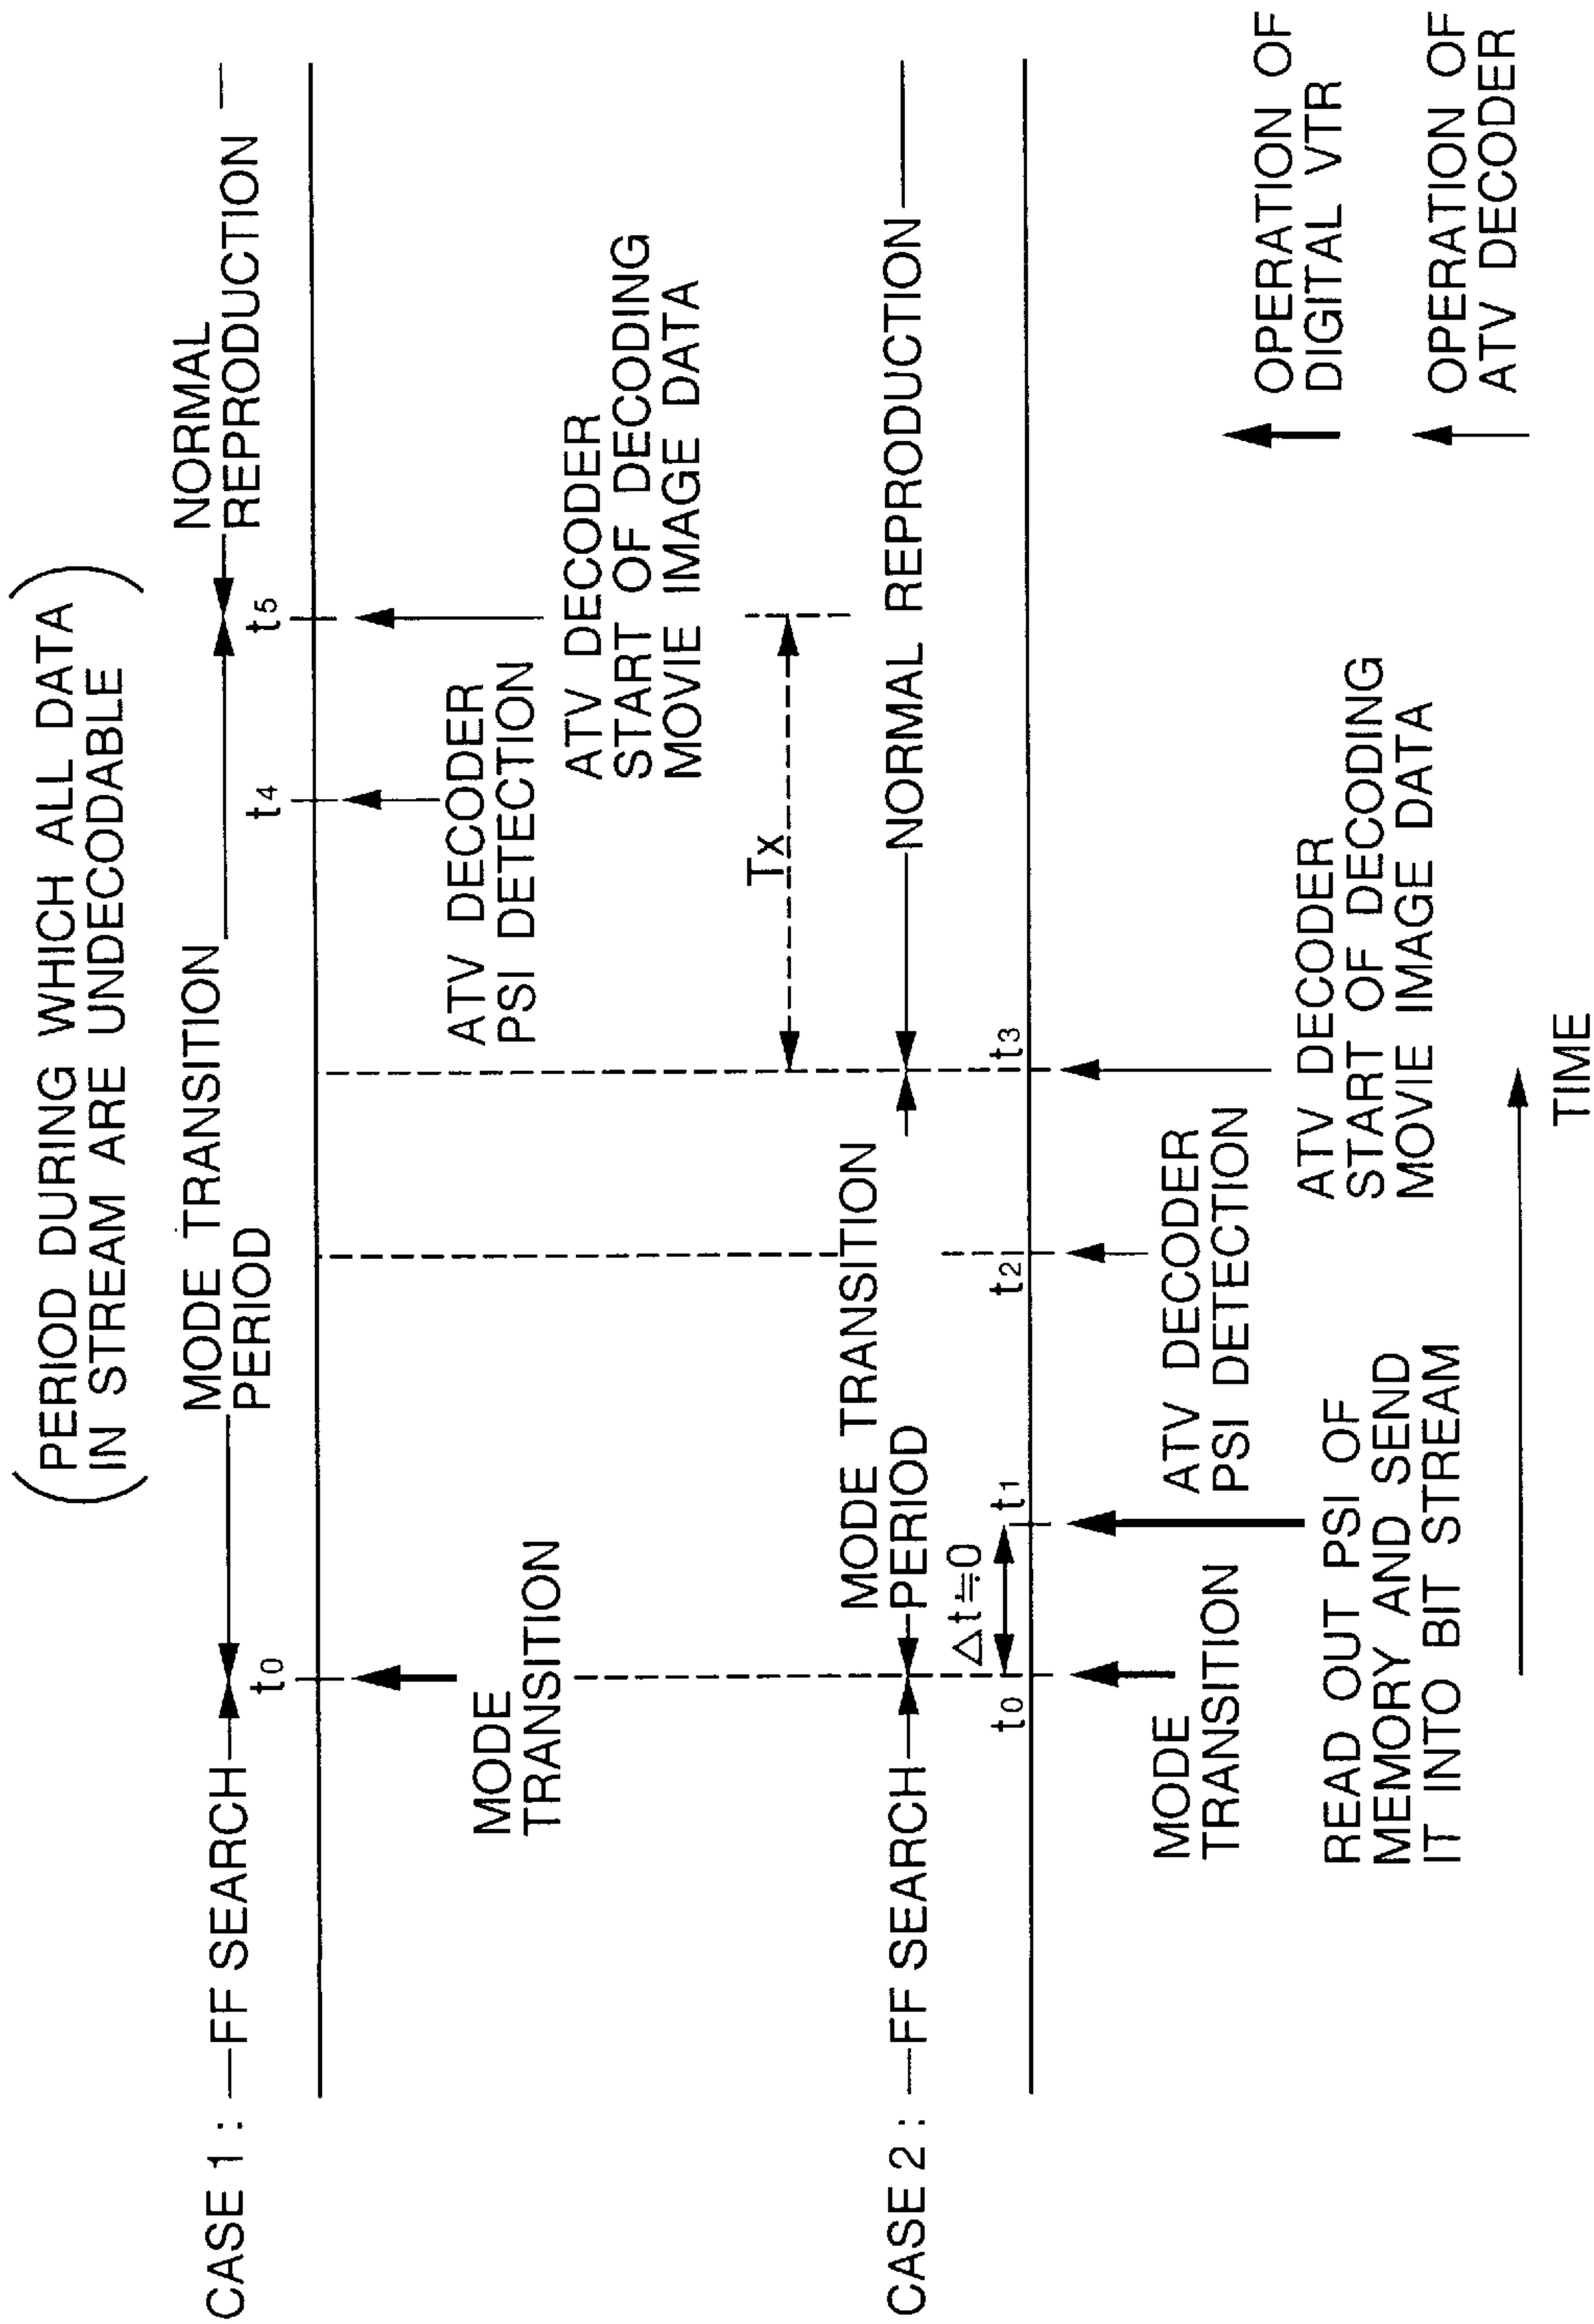 (PERIOD DURING WHICH ALL DATA
IN STREAM ARE UNDECODABLE)
CASE 1 : FF SEARCH
MODE TRANSITION
PERIOD
NORMAL
REPRODUCTION
t0
t4
t5
MODE
TRANSITION
ATV DECODER
PSI DETECTION
ATV DECODER
START OF DECODING
MOVIE IMAGE DATA
Tx
CASE 2 : FF SEARCH
MODE TRANSITION
PERIOD
NORMAL REPRODUCTION
△t≒0
t0
t1
t2
t3
MODE
TRANSITION
READ OUT PSI OF
MEMORY AND SEND
IT INTO BIT STREAM
ATV DECODER
PSI DETECTION
ATV DECODER
START OF DECODING
MOVIE IMAGE DATA
TIME
OPERATION OF
DIGITAL VTR
OPERATION OF
ATV DECODER